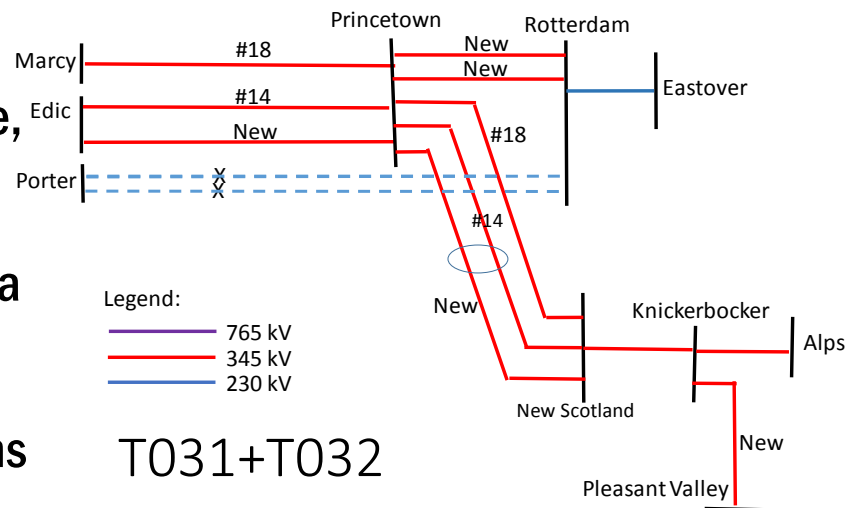 Princetown
Rotterdam
Marcy
#18
New
New
Eastover
e,
Edic
#14
#18
New
Porter
X
X
#14
a
Legend:
New
Knickerbocker
765 kV
345 kV
Alps
230 kV
New Scotland
ns
T031+T032
New
Pleasant Valley